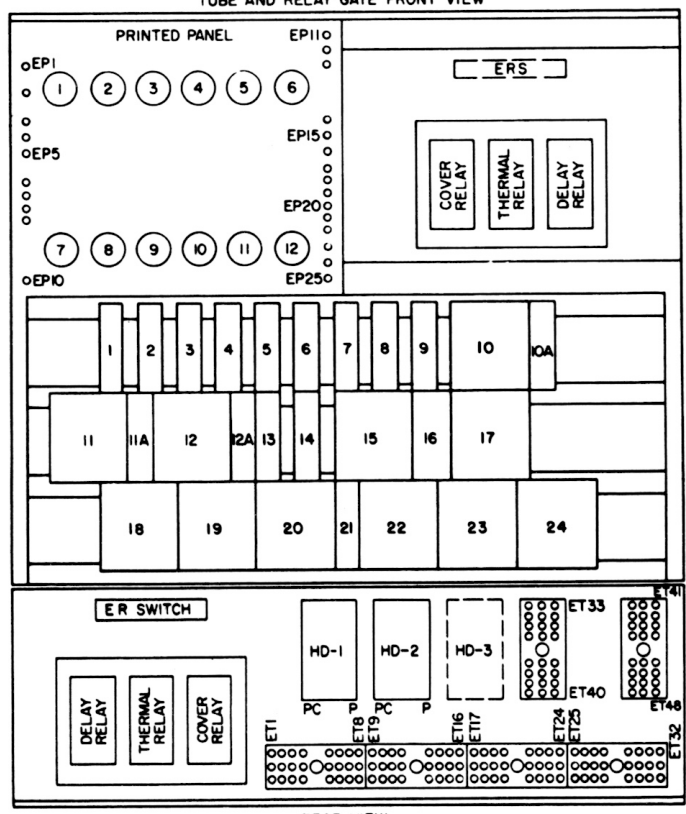 TUBE AND RELAY GATE FRONT VIEW
PRINTED PANEL
EP11
EP1
ERS
1 2 3 4 5 6
EP15
EP5
COVER RELAY
THERMAL RELAY
DELAY RELAY
EP20
7 8 9 10 11 12
EP10
EP25
1 2 3 4 5 6 7 8 9 10 10A
11 11A 12 12A 13 14 15 16 17
18 19 20 21 22 23 24
ER SWITCH
ET33
ET41
HD-1
HD-2
HD-3
ET40
ET48
DELAY RELAY
THERMAL RELAY
COVER RELAY
PC P PC P
ET1
ET8
ET9
ET16
ET17
ET24
ET25
ET32